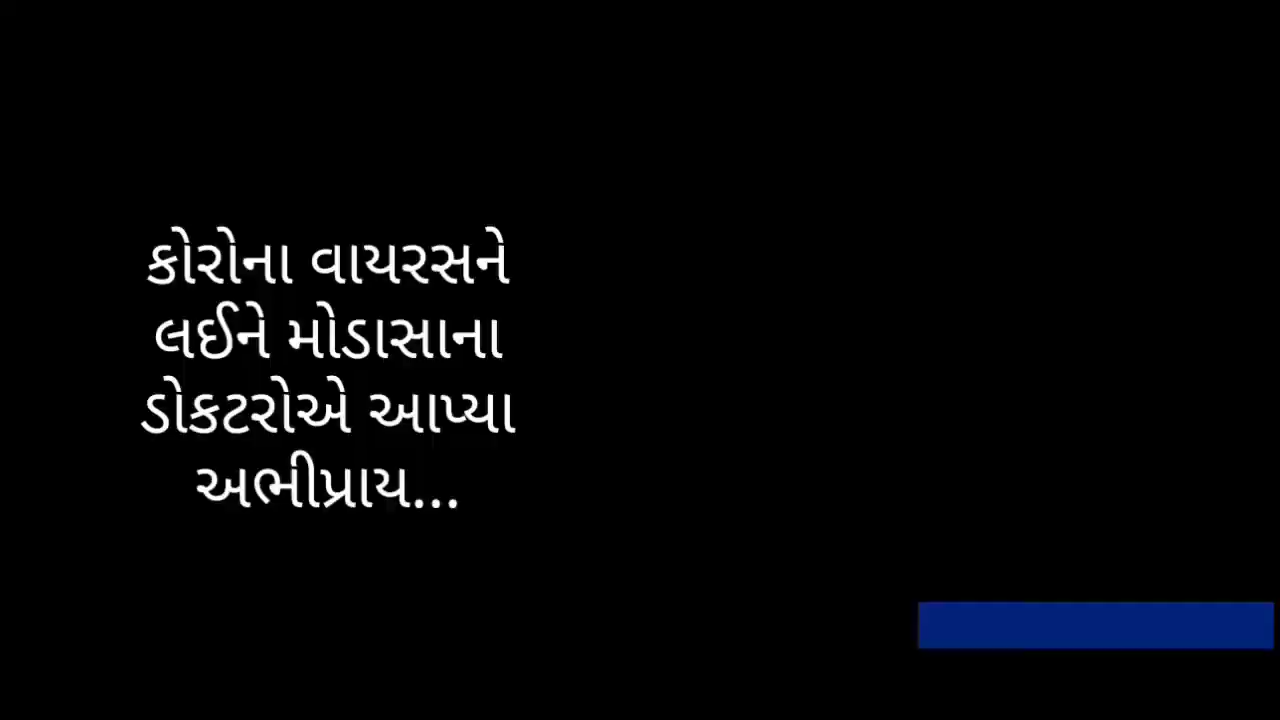 કોરોના વાયરસને
લઈને મોડાસાના
ડોકટરોએ આપ્યા
અભીપ્રાય...